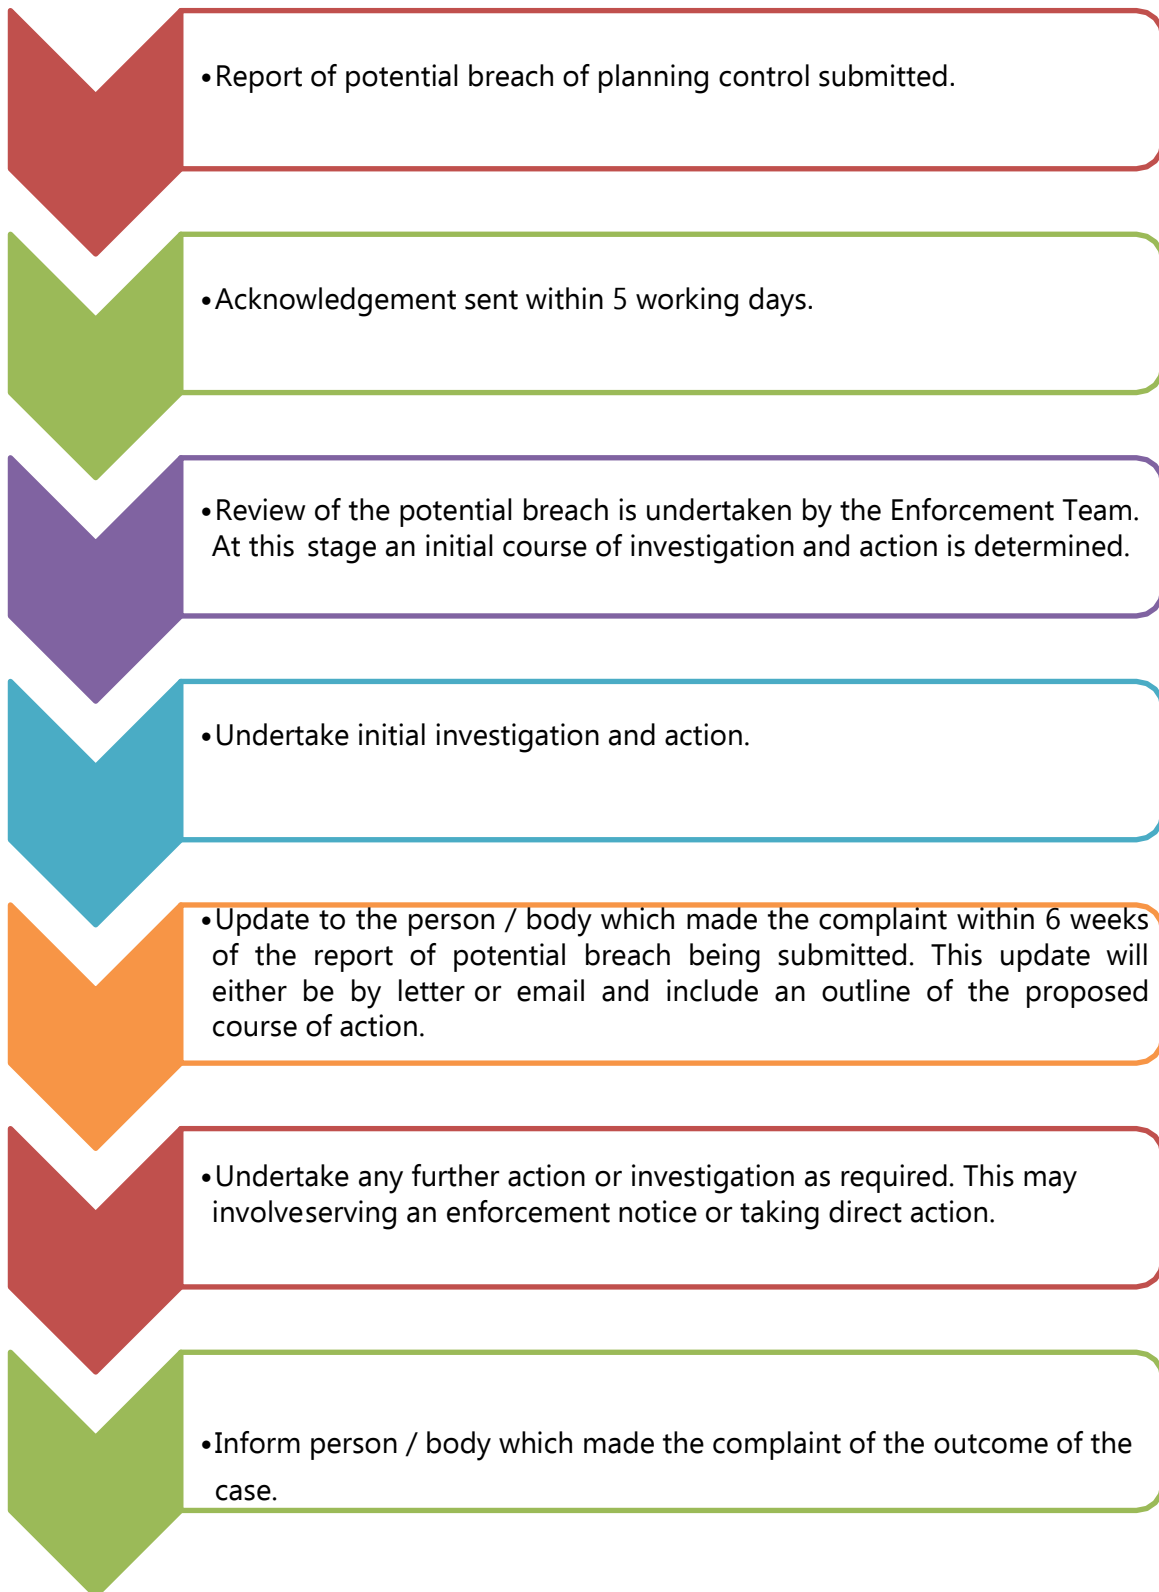 •Report of potential breach of planning control submitted.
•Acknowledgement sent within 5 working days.
•Review of the potential breach is undertaken by the Enforcement Team.
At this stage an initial course of investigation and action is determined.
•Undertake initial investigation and action.
•Update to the person / body which made the complaint within 6 weeks
of the report of potential breach being submitted. This update will
either be by letter or email and include an outline of the proposed
course of action.
•Undertake any further action or investigation as required. This may
involveserving an enforcement notice or taking direct action.
•Inform person / body which made the complaint of the outcome of the
case.